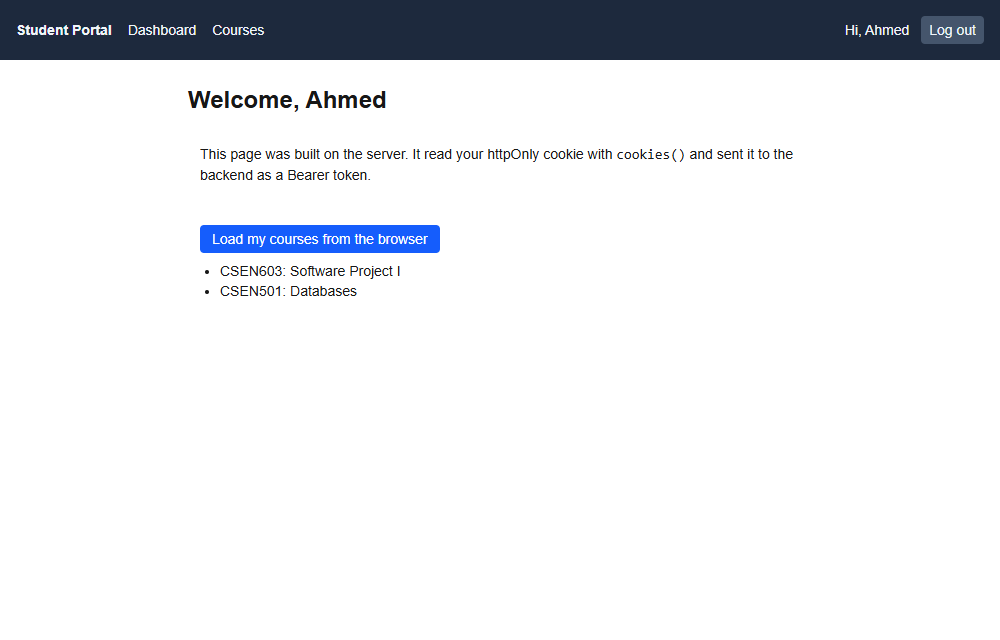 Student Portal Dashboard Courses Hi, Ahmed Log out
Welcome, Ahmed
This page was built on the server. It read your httpOnly cookie with cookies() and sent it to the
backend as a Bearer token.
Load my courses from the browser
• CSEN603: Software Project I
• CSEN501: Databases